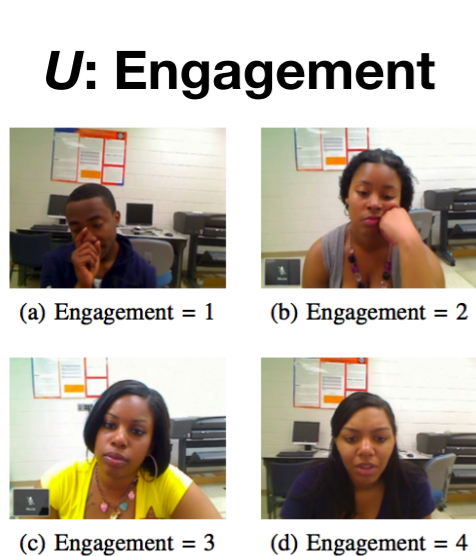 U: Engagement
(a) Engagement = 1
(b) Engagement = 2
(c) Engagement = 3
(d) Engagement = 4